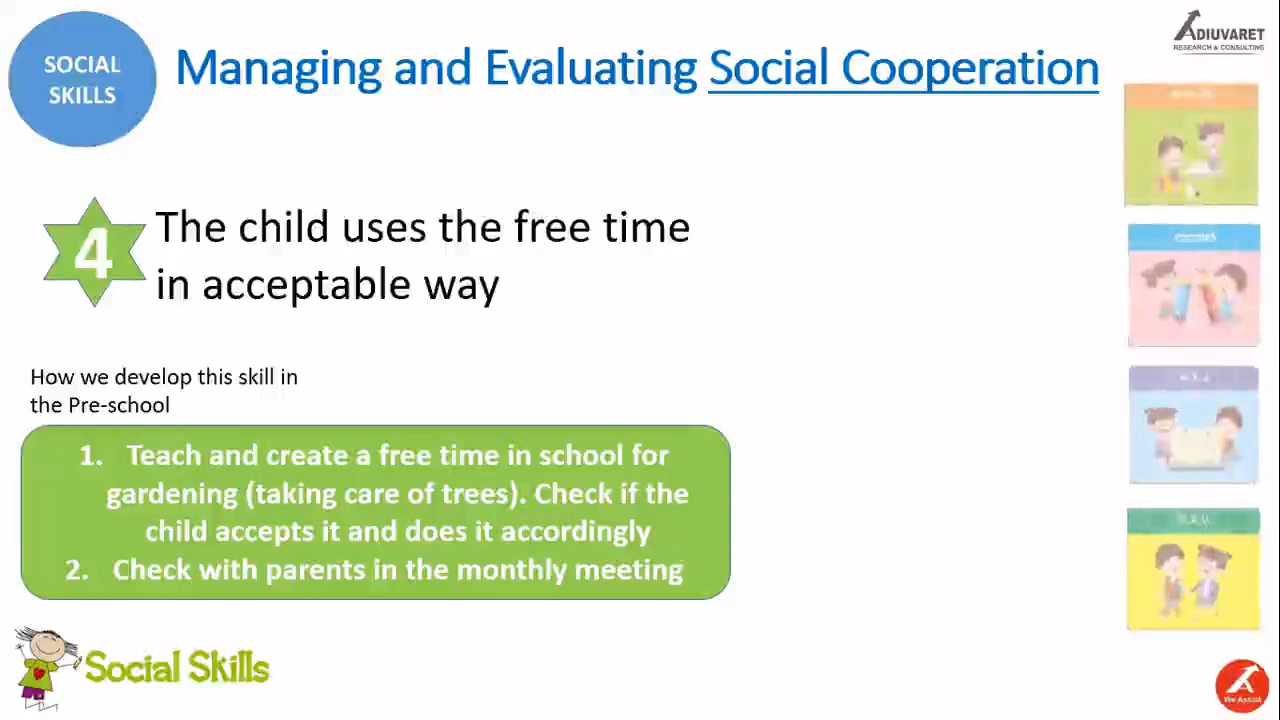 SOCIAL
SKILLS
Managing and Evaluating Social Cooperation
ADIUVARET
RESEARCH & CONSULTING
4
The child uses the free time
in acceptable way
How we develop this skill in
the Pre-school
1. Teach and create a free time in school for
gardening (taking care of trees). Check if the
child accepts it and does it accordingly
2. Check with parents in the monthly meeting
Social Skills
We Assist